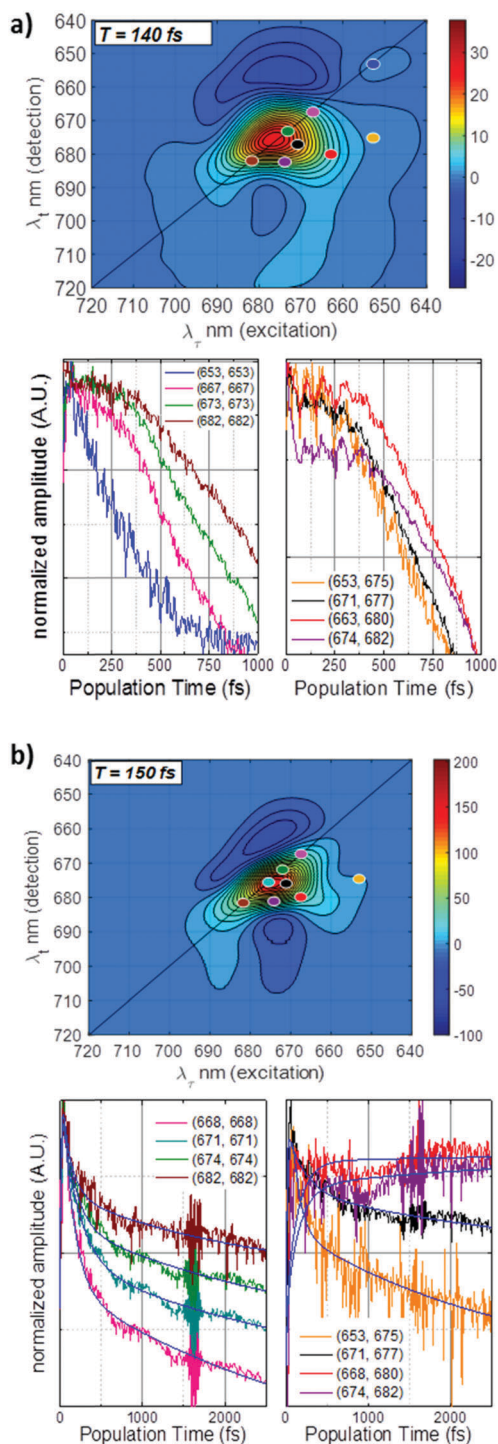 a)
T = 140 fs
640
650
660
670
680
690
700
710
720
λt nm (detection)
720 710 700 690 680 670 660 650 640
λτ nm (excitation)
30
20
10
0
-10
-20
normalized amplitude (A.U.)
(653, 653)
(667, 667)
(673, 673)
(682, 682)
0 250 500 750 1000
Population Time (fs)
(653, 675)
(671, 677)
(663, 680)
(674, 682)
0 250 500 750 1000
Population Time (fs)
b)
T = 150 fs
640
650
660
670
680
690
700
710
720
λt nm (detection)
720 710 700 690 680 670 660 650 640
λτ nm (excitation)
200
150
100
50
0
-50
-100
normalized amplitude (A.U.)
(668, 668)
(671, 671)
(674, 674)
(682, 682)
0 1000 2000
Population Time (fs)
(653, 675)
(671, 677)
(668, 680)
(674, 682)
0 1000 2000
Population Time (fs)